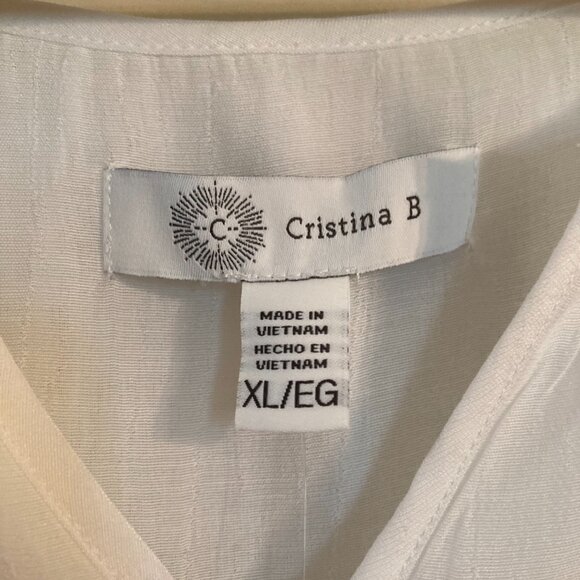 -C-
Cristina B
MADE IN
VIETNAM
HECHO EN
VIETNAM
XL/EG